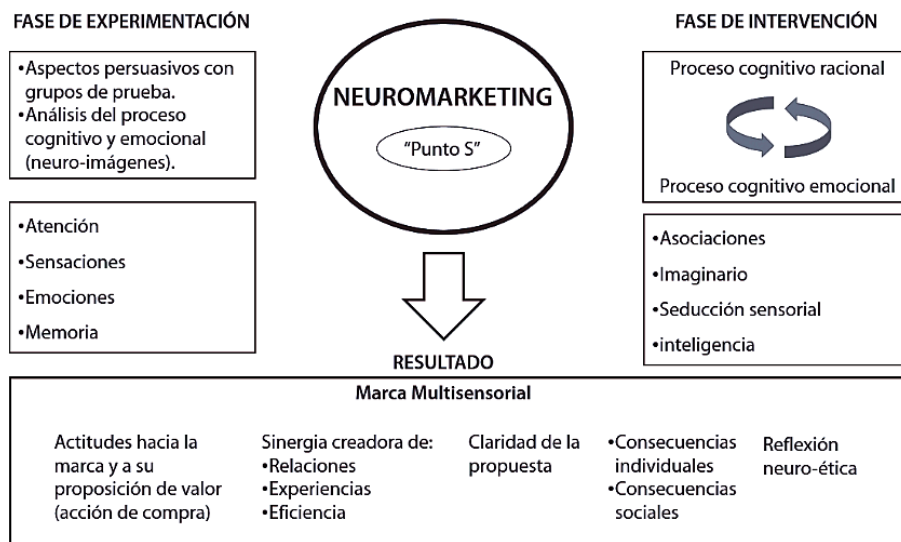 FASE DE EXPERIMENTACIÓN
•Aspectos persuasivos con
grupos de prueba.
•Análisis del proceso
cognitivo y emocional
(neuro-imágenes).
•Atención
•Sensaciones
•Emociones
•Memoria
NEUROMARKETING
"Punto S"
FASE DE INTERVENCIÓN
Proceso cognitivo racional
Proceso cognitivo emocional
•Asociaciones
•Imaginario
•Seducción sensorial
•inteligencia
RESULTADO
Marca Multisensorial
Actitudes hacia la
marca y a su
proposición de valor
(acción de compra)
Sinergia creadora de:
•Relaciones
•Experiencias
•Eficiencia
Claridad de la
propuesta
•Consecuencias
individuales
•Consecuencias
sociales
Reflexión
neuro-ética